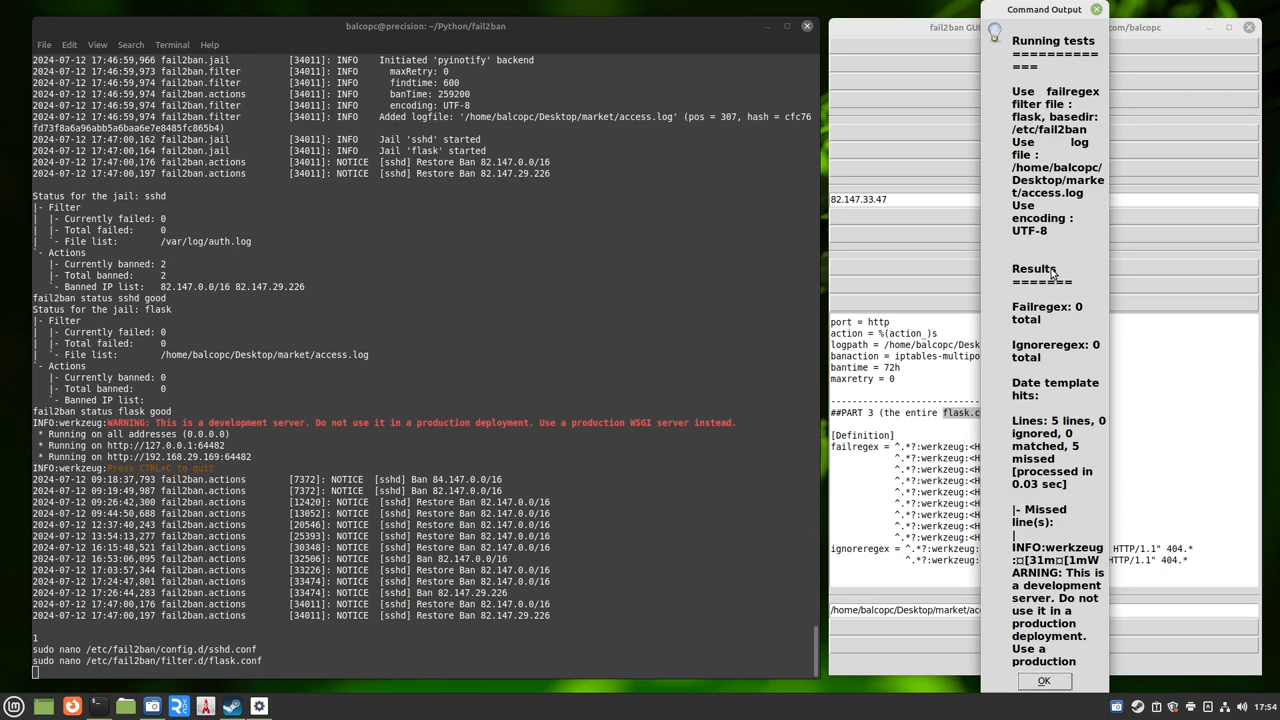 balcopc@precision: ~/Python/fail2ban
File Edit View Search Terminal Help
2024-07-12 17:46:59,966 fail2ban.jail [34011]: INFO Initiated 'pyinotify' backend
2024-07-12 17:46:59,973 fail2ban.filter [34011]: INFO maxRetry: 0
2024-07-12 17:46:59,974 fail2ban.filter [34011]: INFO findtime: 600
2024-07-12 17:46:59,974 fail2ban.actions [34011]: INFO banTime: 259200
2024-07-12 17:46:59,974 fail2ban.filter [34011]: INFO encoding: UTF-8
2024-07-12 17:46:59,974 fail2ban.filter [34011]: INFO Added logfile: '/home/balcopc/Desktop/market/access.log' (pos = 307, hash = cfc76
fd73f8a6a96abb5a6baa6e7e8485fc865b4)
2024-07-12 17:47:00,162 fail2ban.jail [34011]: INFO Jail 'sshd' started
2024-07-12 17:47:00,164 fail2ban.jail [34011]: INFO Jail 'flask' started
2024-07-12 17:47:00,176 fail2ban.actions [34011]: NOTICE [sshd] Restore Ban 82.147.0.0/16
2024-07-12 17:47:00,197 fail2ban.actions [34011]: NOTICE [sshd] Restore Ban 82.147.29.226
Status for the jail: sshd
|- Filter
| |- Currently failed: 0
| |- Total failed: 0
| `- File list: /var/log/auth.log
`- Actions
|- Currently banned: 2
|- Total banned: 2
`- Banned IP list: 82.147.0.0/16 82.147.29.226
fail2ban status sshd good
Status for the jail: flask
|- Filter
| |- Currently failed: 0
| |- Total failed: 0
| `- File list: /home/balcopc/Desktop/market/access.log
`- Actions
|- Currently banned: 0
|- Total banned: 0
`- Banned IP list:
fail2ban status flask good
INFO:werkzeug:WARNING: This is a development server. Do not use it in a production deployment. Use a production WSGI server instead.
* Running on all addresses (0.0.0.0)
* Running on http://127.0.0.1:64482
* Running on http://192.168.29.169:64482
INFO:werkzeug:Press CTRL+C to quit
2024-07-12 09:18:37,793 fail2ban.actions [7372]: NOTICE [sshd] Ban 84.147.0.0/16
2024-07-12 09:19:49,987 fail2ban.actions [7372]: NOTICE [sshd] Ban 82.147.0.0/16
2024-07-12 09:26:42,300 fail2ban.actions [12420]: NOTICE [sshd] Restore Ban 82.147.0.0/16
2024-07-12 09:44:50,688 fail2ban.actions [13052]: NOTICE [sshd] Restore Ban 82.147.0.0/16
2024-07-12 12:37:40,243 fail2ban.actions [20546]: NOTICE [sshd] Restore Ban 82.147.0.0/16
2024-07-12 13:54:13,277 fail2ban.actions [25393]: NOTICE [sshd] Restore Ban 82.147.0.0/16
2024-07-12 16:15:48,521 fail2ban.actions [30348]: NOTICE [sshd] Restore Ban 82.147.0.0/16
2024-07-12 16:53:06,095 fail2ban.actions [32506]: NOTICE [sshd] Restore Ban 82.147.0.0/16
2024-07-12 17:03:57,344 fail2ban.actions [33226]: NOTICE [sshd] Restore Ban 82.147.0.0/16
2024-07-12 17:24:47,801 fail2ban.actions [33474]: NOTICE [sshd] Restore Ban 82.147.0.0/16
2024-07-12 17:26:49,283 fail2ban.actions [33474]: NOTICE [sshd] Ban 82.147.29.226
2024-07-12 17:47:00,176 fail2ban.actions [34011]: NOTICE [sshd] Restore Ban 82.147.0.0/16
2024-07-12 17:47:00,197 fail2ban.actions [34011]: NOTICE [sshd] Restore Ban 82.147.29.226
1
sudo nano /etc/fail2ban/config.d/sshd.conf
sudo nano /etc/fail2ban/filter.d/flask.conf
fail2ban GUI
com/balcopc
82.147.33.47
port = http
action = %(action_)s
logpath = /home/balcopc/Desk
banaction = iptables-multipo
bantime = 72h
maxretry = 0
##PART 3 (the entire flask.c
[Definition]
failregex = ^.*?:werkzeug:<H
^.*?:werkzeug:<H
^.*?:werkzeug:<H
^.*?:werkzeug:<H
^.*?:werkzeug:<H
^.*?:werkzeug:<H
^.*?:werkzeug:<H
^.*?:werkzeug:<H
^.*?:werkzeug:<H
ignoreregex = ^.*?:werkzeug: HTTP/1.1" 404.*
^.*?:werkzeug: HTTP/1.1" 404.*
/home/balcopc/Desktop/market/acc
Command Output
Running tests
==========
===
Use failregex
filter file :
flask, basedir:
/etc/fail2ban
Use log
file :
/home/balcopc/
Desktop/marke
t/access.log
Use
encoding :
UTF-8
Results
=======
Failregex: 0
total
Ignoreregex: 0
total
Date template
hits:
Lines: 5 lines, 0
ignored, 0
matched, 5
missed
[processed in
0.03 sec]
|- Missed
line(s):
|
INFO:werkzeug
:¤[31m¤[1mW
ARNING: This is
a development
server. Do not
use it in a
production
deployment.
Use a
production
OK
17:54